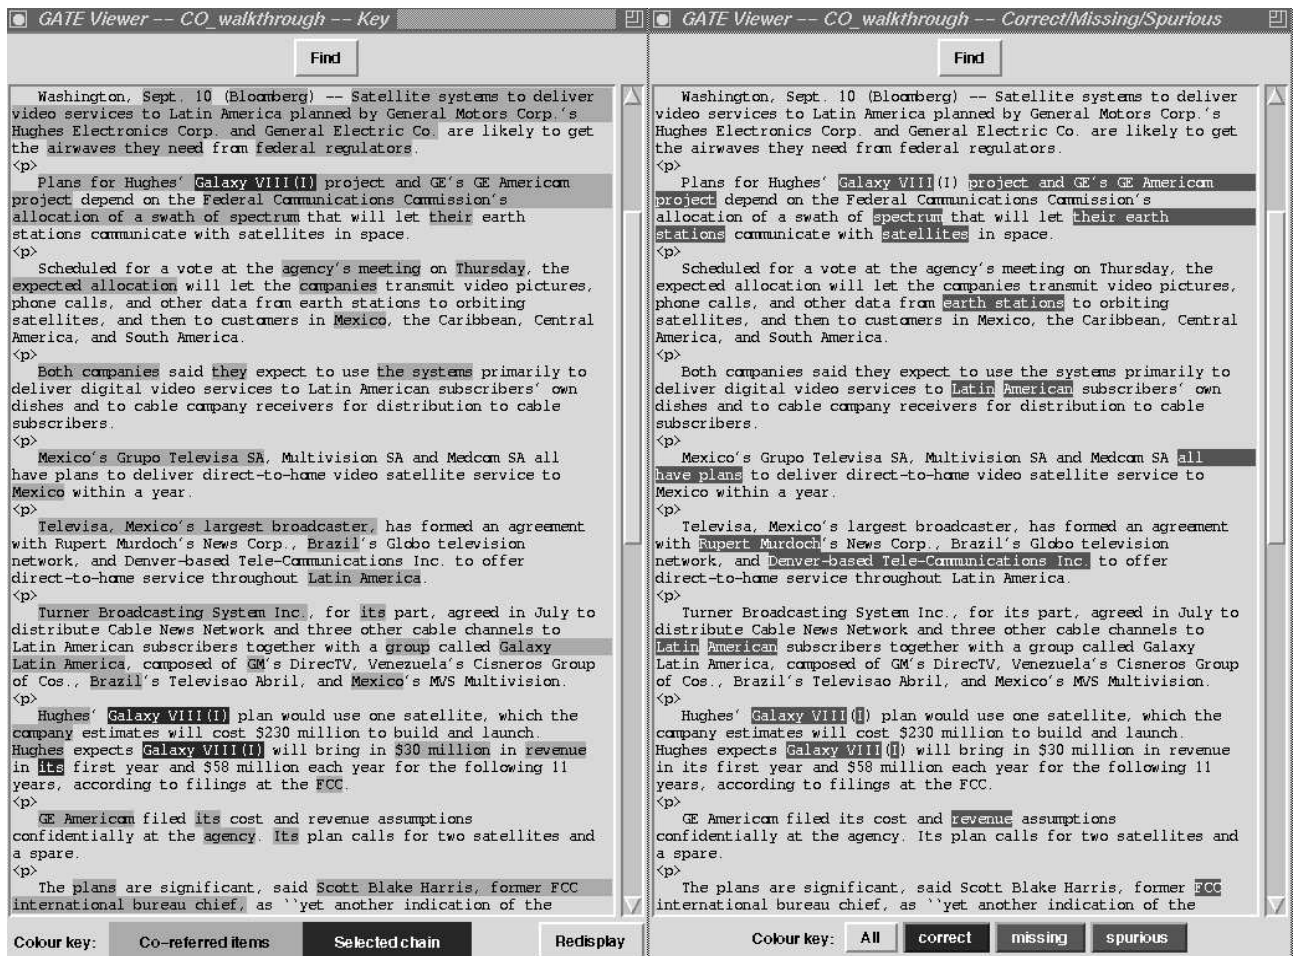 GATE Viewer -- CO_walkthrough -- Key
Find
Washington, Sept. 10 (Bloomberg) -- Satellite systems to deliver
video services to Latin America planned by General Motors Corp.'s
Hughes Electronics Corp. and General Electric Co. are likely to get
the airwaves they need from federal regulators.
<p>
Plans for Hughes' Galaxy VIII(I) project and GE's GE Americom
project depend on the Federal Communications Commission's
allocation of a swath of spectrum that will let their earth
stations communicate with satellites in space.
<p>
Scheduled for a vote at the agency's meeting on Thursday, the
expected allocation will let the companies transmit video pictures,
phone calls, and other data from earth stations to orbiting
satellites, and then to customers in Mexico, the Caribbean, Central
America, and South America.
<p>
Both companies said they expect to use the systems primarily to
deliver digital video services to Latin American subscribers' own
dishes and to cable company receivers for distribution to cable
subscribers.
<p>
Mexico's Grupo Televisa SA, Multivision SA and Medcom SA all
have plans to deliver direct-to-home video satellite service to
Mexico within a year.
<p>
Televisa, Mexico's largest broadcaster, has formed an agreement
with Rupert Murdoch's News Corp., Brazil's Globo television
network, and Denver-based Tele-Communications Inc. to offer
direct-to-home service throughout Latin America.
<p>
Turner Broadcasting System Inc., for its part, agreed in July to
distribute Cable News Network and three other cable channels to
Latin American subscribers together with a group called Galaxy
Latin America, composed of GM's DirecTV, Venezuela's Cisneros Group
of Cos., Brazil's Televisao Abril, and Mexico's MVS Multivision.
<p>
Hughes' Galaxy VIII(I) plan would use one satellite, which the
company estimates will cost $230 million to build and launch.
Hughes expects Galaxy VIII(I) will bring in $30 million in revenue
in its first year and $58 million each year for the following 11
years, according to filings at the FCC.
<p>
GE Americom filed its cost and revenue assumptions
confidentially at the agency. Its plan calls for two satellites and
a spare.
<p>
The plans are significant, said Scott Blake Harris, former FCC
international bureau chief, as ``yet another indication of the
Colour key: Co-referred items Selected chain Redisplay
GATE Viewer -- CO_walkthrough -- Correct/Missing/Spurious
Find
Washington, Sept. 10 (Bloomberg) -- Satellite systems to deliver
video services to Latin America planned by General Motors Corp.'s
Hughes Electronics Corp. and General Electric Co. are likely to get
the airwaves they need from federal regulators.
<p>
Plans for Hughes' Galaxy VIII(I) project and GE's GE Americom
project depend on the Federal Communications Commission's
allocation of a swath of spectrum that will let their earth
stations communicate with satellites in space.
<p>
Scheduled for a vote at the agency's meeting on Thursday, the
expected allocation will let the companies transmit video pictures,
phone calls, and other data from earth stations to orbiting
satellites, and then to customers in Mexico, the Caribbean, Central
America, and South America.
<p>
Both companies said they expect to use the systems primarily to
deliver digital video services to Latin American subscribers' own
dishes and to cable company receivers for distribution to cable
subscribers.
<p>
Mexico's Grupo Televisa SA, Multivision SA and Medcom SA all
have plans to deliver direct-to-home video satellite service to
Mexico within a year.
<p>
Televisa, Mexico's largest broadcaster, has formed an agreement
with Rupert Murdoch's News Corp., Brazil's Globo television
network, and Denver-based Tele-Communications Inc. to offer
direct-to-home service throughout Latin America.
<p>
Turner Broadcasting System Inc., for its part, agreed in July to
distribute Cable News Network and three other cable channels to
Latin American subscribers together with a group called Galaxy
Latin America, composed of GM's DirecTV, Venezuela's Cisneros Group
of Cos., Brazil's Televisao Abril, and Mexico's MVS Multivision.
<p>
Hughes' Galaxy VIII(I) plan would use one satellite, which the
company estimates will cost $230 million to build and launch.
Hughes expects Galaxy VIII(I) will bring in $30 million in revenue
in its first year and $58 million each year for the following 11
years, according to filings at the FCC.
<p>
GE Americom filed its cost and revenue assumptions
confidentially at the agency. Its plan calls for two satellites and
a spare.
<p>
The plans are significant, said Scott Blake Harris, former FCC
international bureau chief, as ``yet another indication of the
Colour key: All correct missing spurious